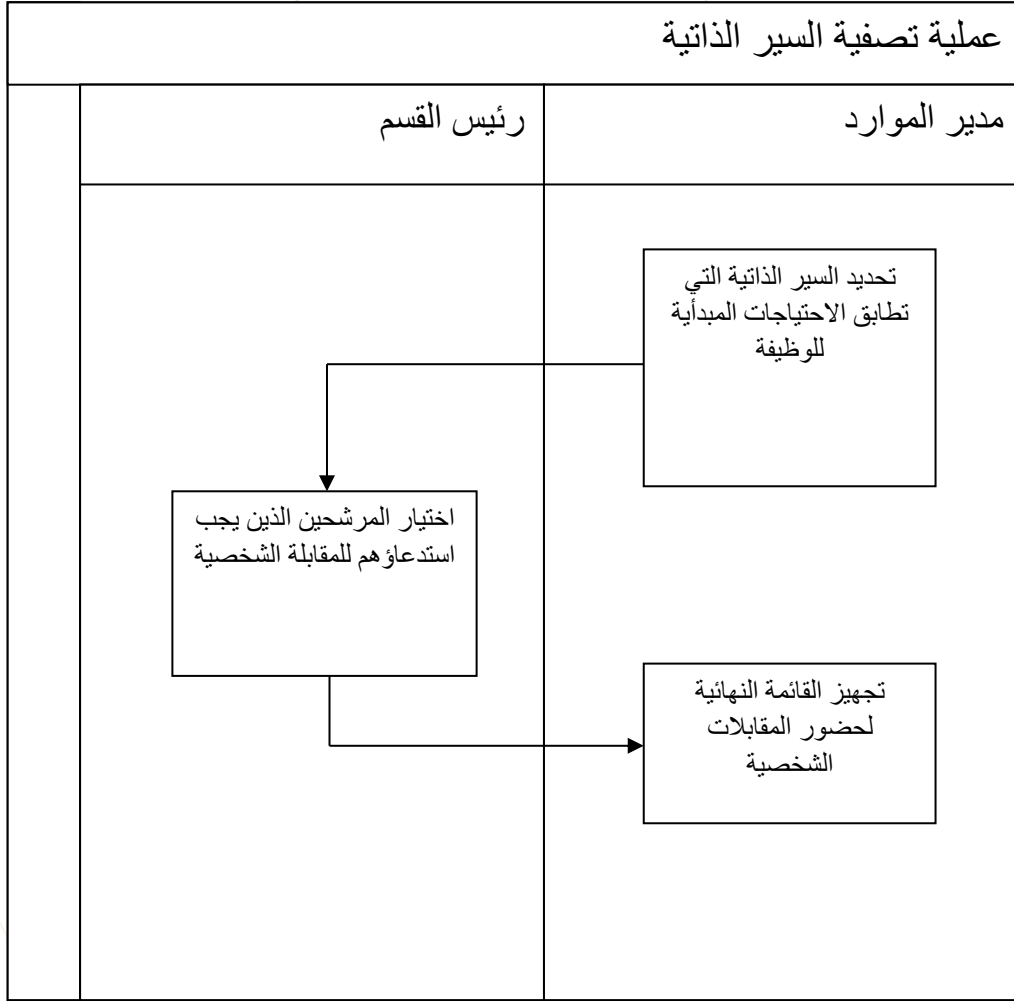 عملية تصفية السير الذاتية
مدير الموارد
رئيس القسم
تحديد السير الذاتية التي
تطابق الاحتياجات المبدأية
للوظيفة
اختيار المرشحين الذين يجب
استدعاؤهم للمقابلة الشخصية
تجهيز القائمة النهائية
لحضور المقابلات
الشخصية